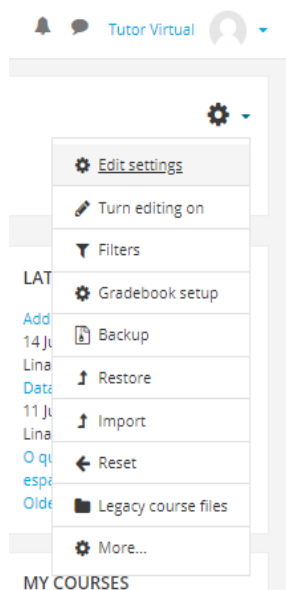 Tutor Virtual
Edit settings
Turn editing on
Filters
LAT
Gradebook setup
Add
14 Ju
Backup
Lina
Data
Restore
11 Ju
Import
Lina
O qu
Reset
espa
Olde
Legacy course files
More...
MY COURSES